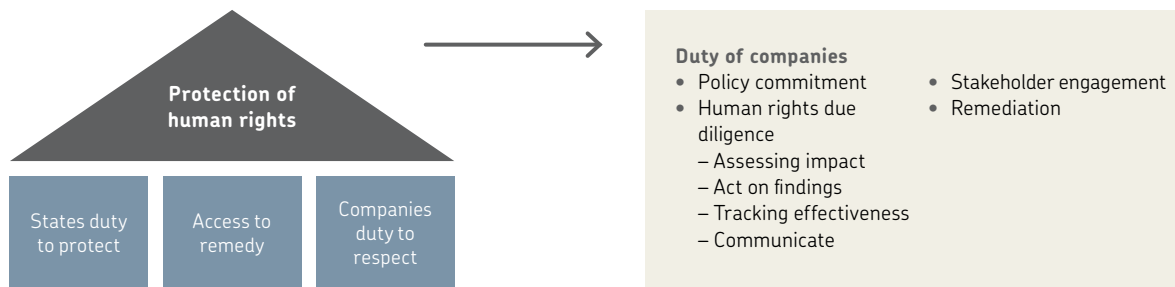 Protection of
human rights
States duty
to protect
Access to
remedy
Companies
duty to
respect
Duty of companies
• Policy commitment
• Human rights due
diligence
– Assessing impact
– Act on findings
– Tracking effectiveness
– Communicate
• Stakeholder engagement
• Remediation